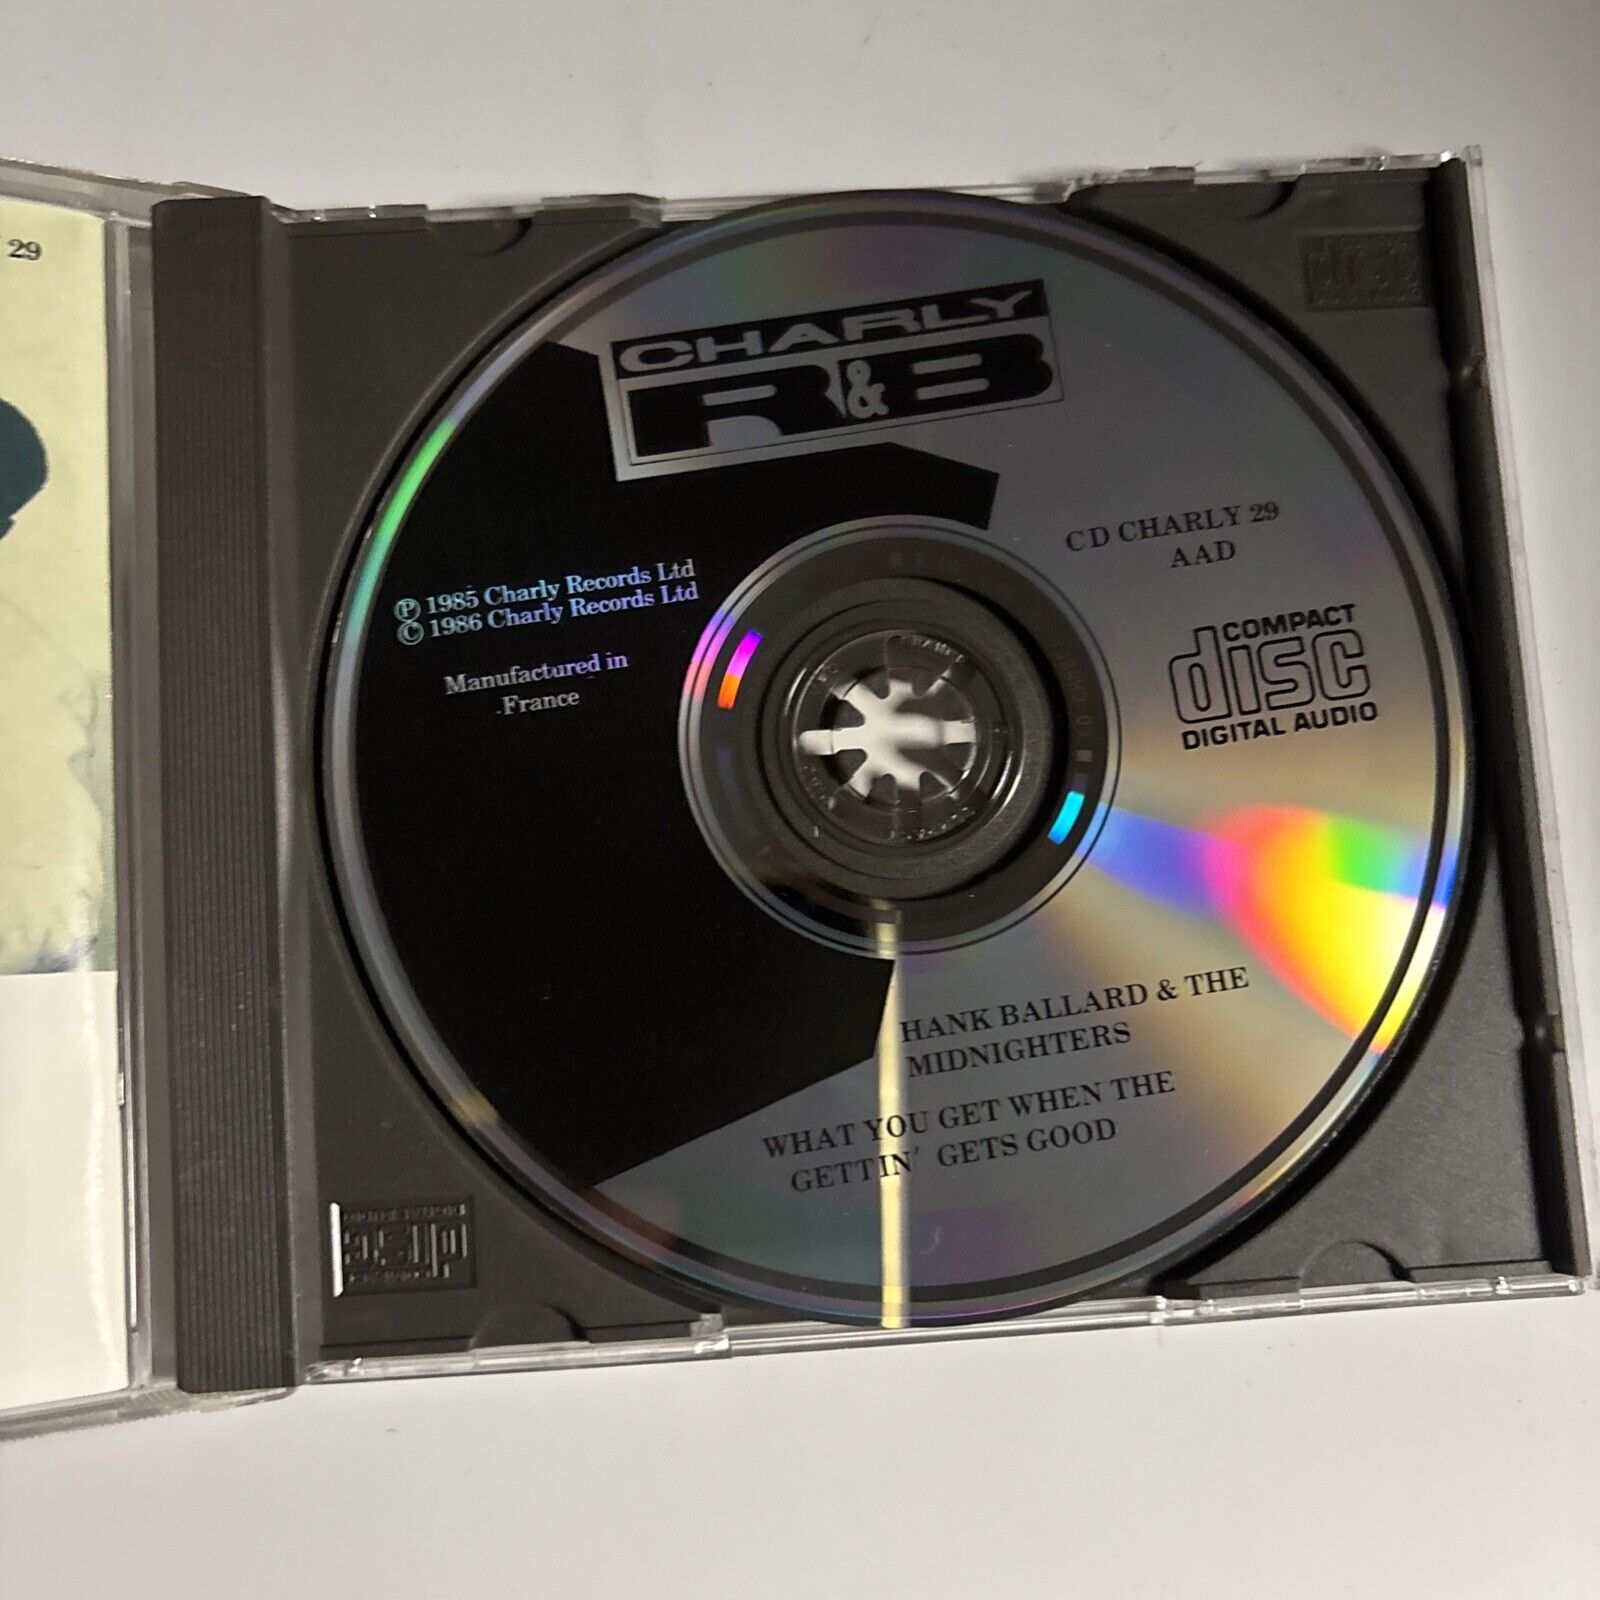 29
CHARLY
R&B
CD CHARLY 29
AAD
℗ 1985 Charly Records Ltd
© 1986 Charly Records Ltd
Manufactured in
France
COMPACT
disc
DIGITAL AUDIO
HANK BALLARD & THE
MIDNIGHTERS
WHAT YOU GET WHEN THE
GETTIN' GETS GOOD
disc